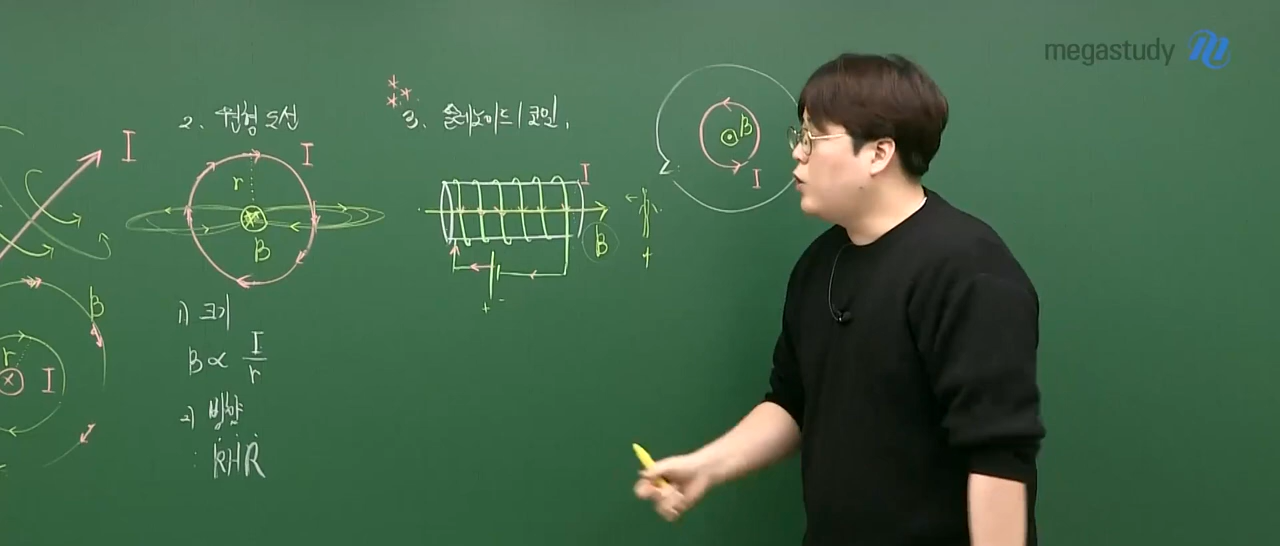 megastudy
I
B
r
I
2. 원형 도선
I
r
B
1) 크기
B ∝ I/r
2) 방향
: RHR
3. 솔레노이드 / 코일.
I
B
+ -
+
B
I